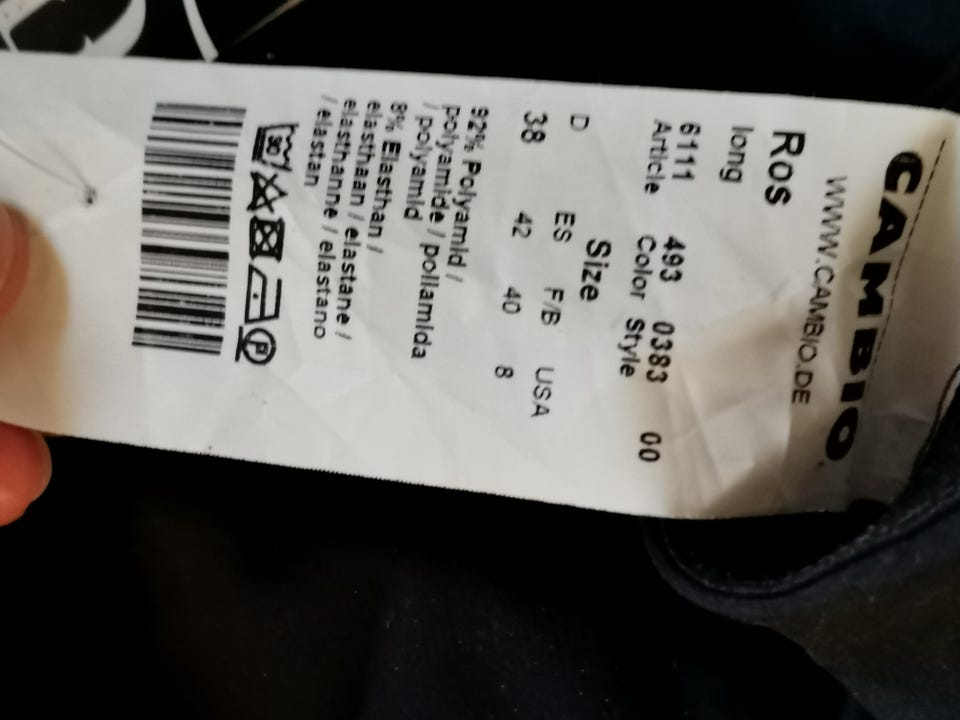 CAMBIO
WWW.CAMBIO.DE
Ros
long
6111 493 0383 00
Article Color Style
Size
D ES F/B USA
38 42 40 8
92% Polyamid /
polyamide / poliamida
/ polyamid
8% Elasthan /
elasthaan / elastane /
elasthanne / elastano
/ elastan
30
P